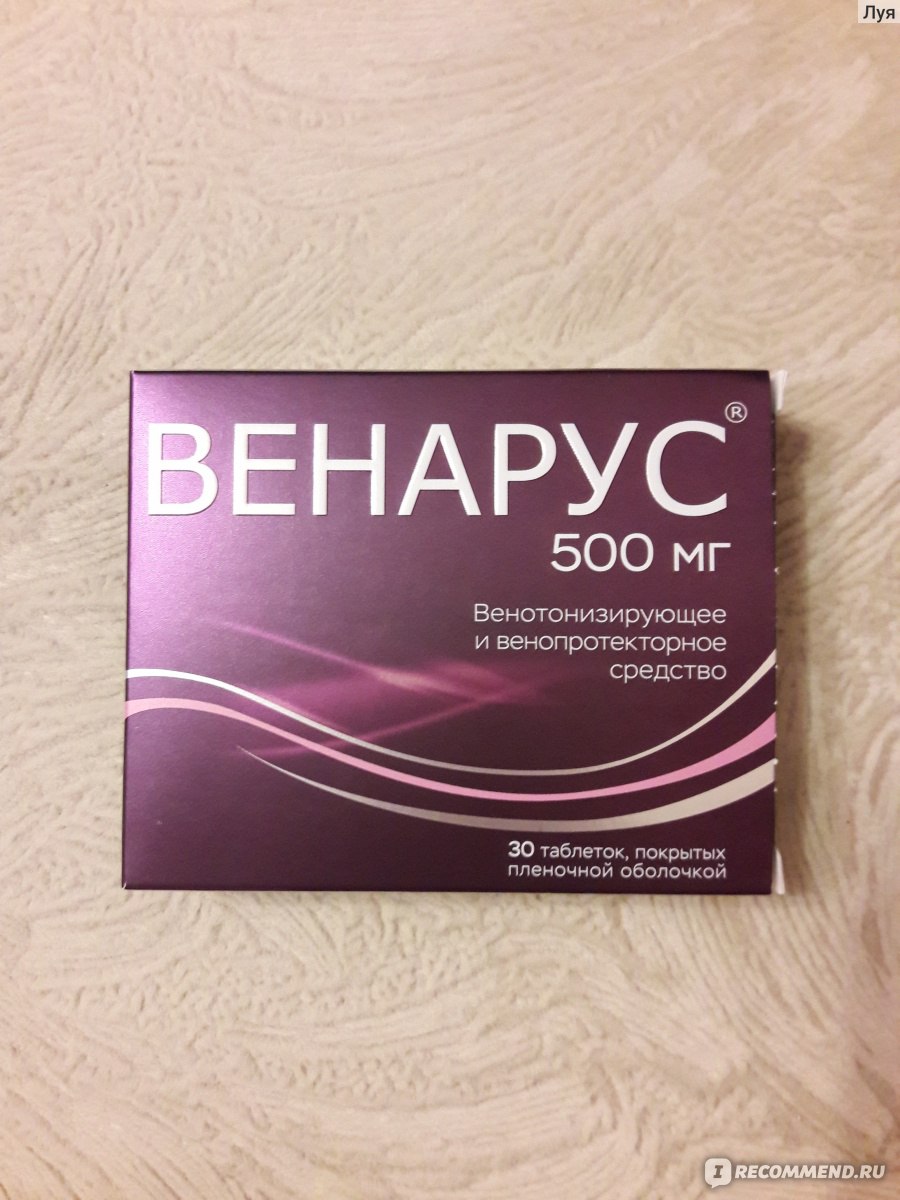 Луя
ВЕНАРУС®
500 мг
Венотонизирующее
и венопротекторное
средство
30 таблеток, покрытых
пленочной оболочкой
I RECOMMEND.RU